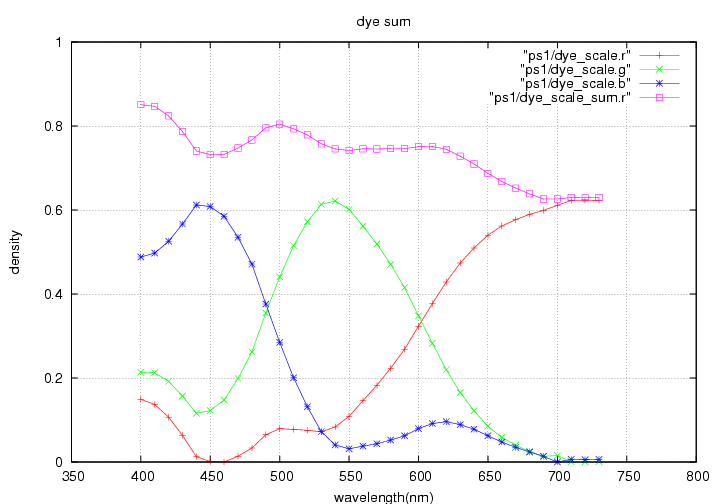 dye sum
"ps1/dye_scale.r"
"ps1/dye_scale.g"
"ps1/dye_scale.b"
"ps1/dye_scale_sum.r"
1
0.8
0.6
0.4
0.2
0
density
350 400 450 500 550 600 650 700 750 800
wavelength(nm)